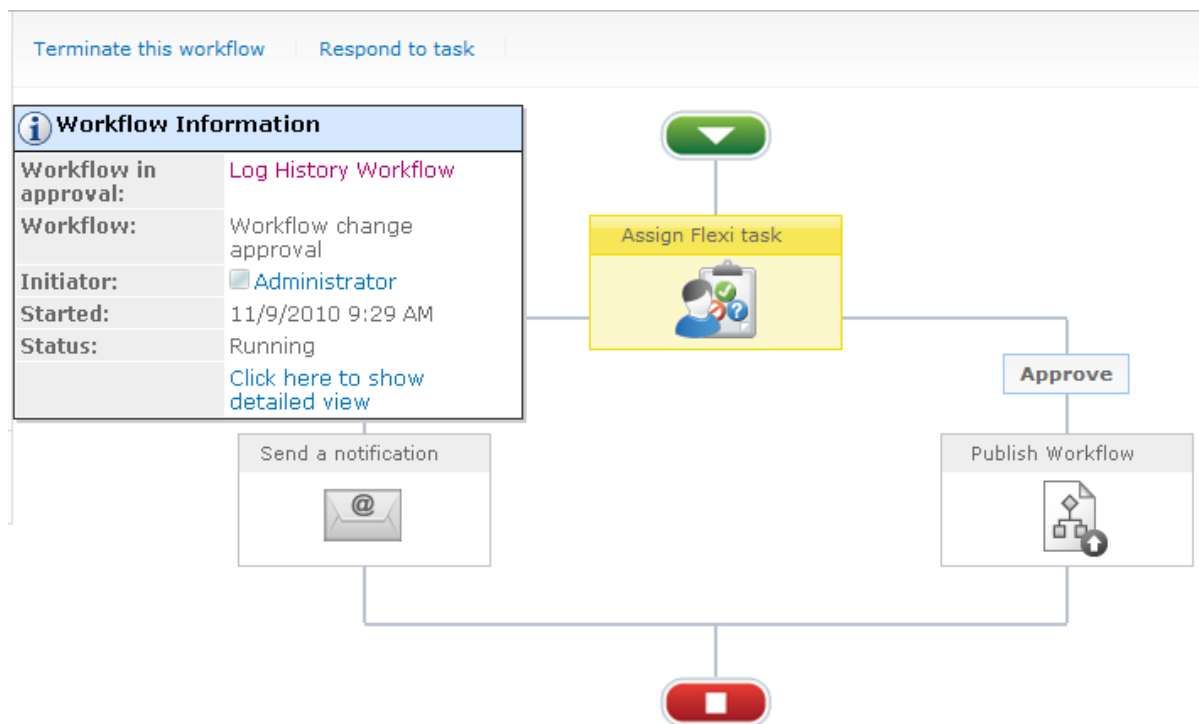 Terminate this workflow
Respond to task
Workflow Information
Workflow in
approval:
Log History Workflow
Workflow:
Workflow change
approval
Initiator:
Administrator
Started:
11/9/2010 9:29 AM
Status:
Running
Click here to show
detailed view
Assign Flexi task
Approve
Send a notification
@
Publish Workflow